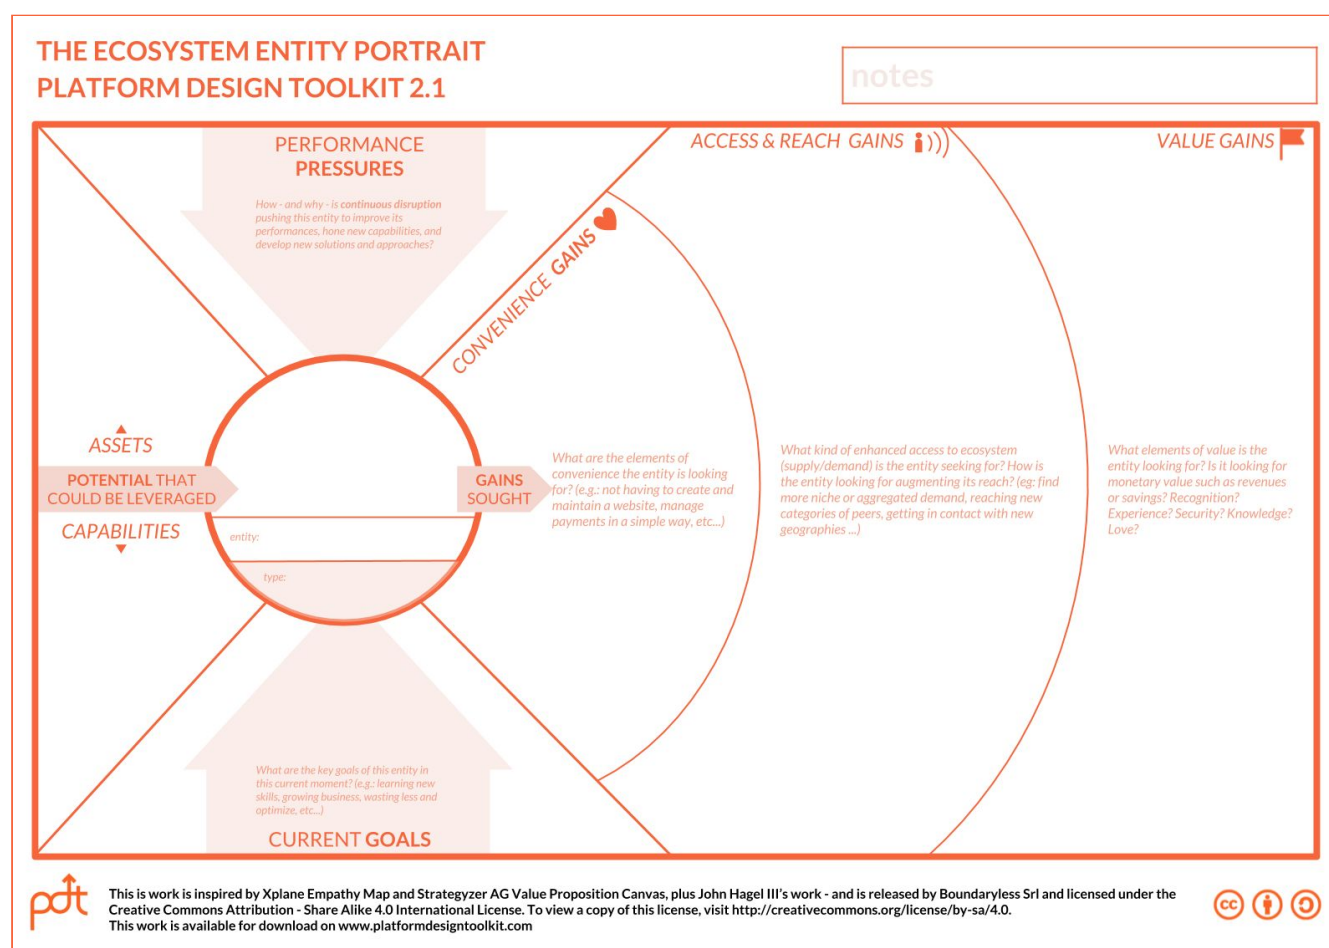 THE ECOSYSTEM ENTITY PORTRAIT
PLATFORM DESIGN TOOLKIT 2.1
notes
PERFORMANCE
PRESSURES
How - and why - is continuous disruption
pushing this entity to improve its
performances, hone new capabilities, and
develop new solutions and approaches?
ACCESS & REACH GAINS
VALUE GAINS
CONVENIENCE GAINS
ASSETS
POTENTIAL THAT
COULD BE LEVERAGED
CAPABILITIES
entity:
type:
GAINS
SOUGHT
What are the elements of
convenience the entity is looking
for? (e.g.: not having to create and
maintain a website, manage
payments in a simple way, etc...)
What kind of enhanced access to ecosystem
(supply/demand) is the entity seeking for? How is
the entity looking for augmenting its reach? (eg: find
more niche or aggregated demand, reaching new
categories of peers, getting in contact with new
geographies ...)
What elements of value is the
entity looking for? Is it looking for
monetary value such as revenues
or savings? Recognition?
Experience? Security? Knowledge?
Love?
What are the key goals of this entity in
this current moment? (e.g.: learning new
skills, growing business, wasting less and
optimize, etc...)
CURRENT GOALS
pdt
This is work is inspired by Xplane Empathy Map and Strategyzer AG Value Proposition Canvas, plus John Hagel III's work - and is released by Boundaryless Srl and licensed under the
Creative Commons Attribution - Share Alike 4.0 International License. To view a copy of this license, visit http://creativecommons.org/license/by-sa/4.0.
This work is available for download on www.platformdesigntoolkit.com
cc